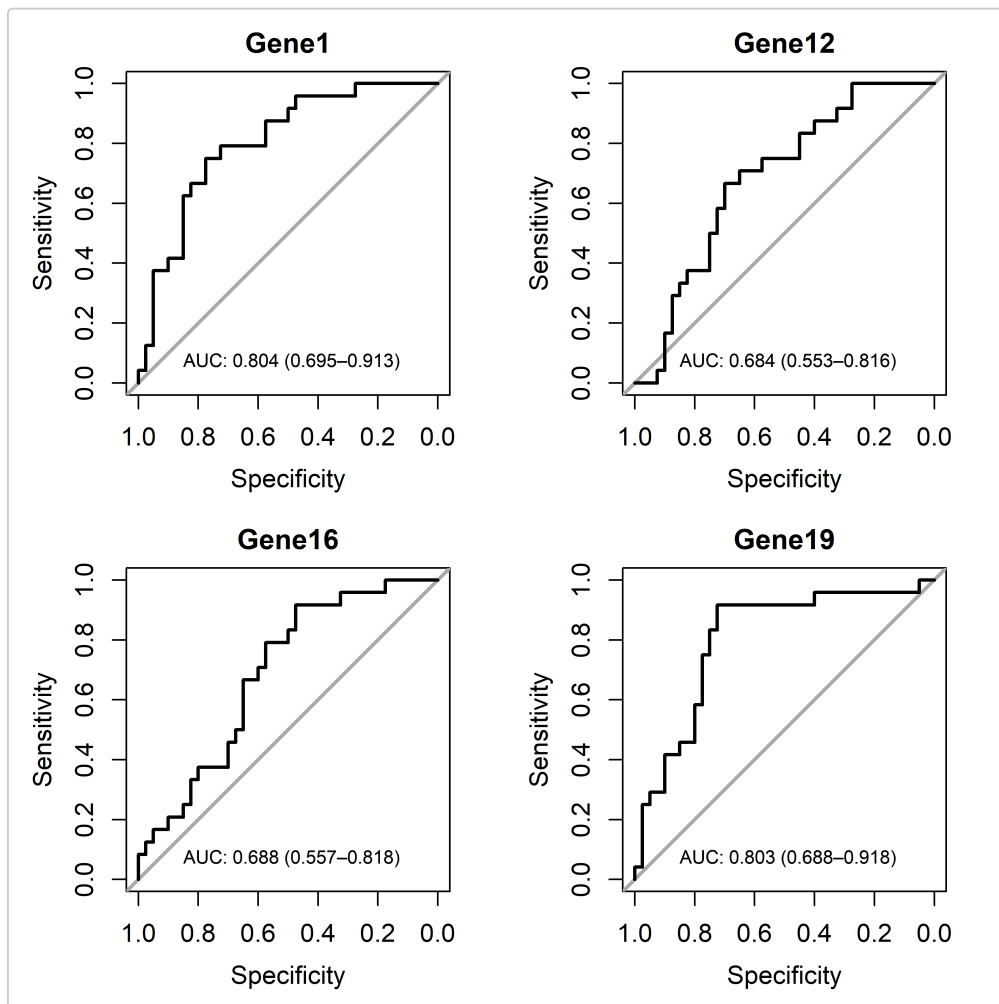 Gene1
Sensitivity
0.0 0.2 0.4 0.6 0.8 1.0
AUC: 0.804 (0.695–0.913)
1.0 0.8 0.6 0.4 0.2 0.0
Specificity
Gene12
Sensitivity
0.0 0.2 0.4 0.6 0.8 1.0
AUC: 0.684 (0.553–0.816)
1.0 0.8 0.6 0.4 0.2 0.0
Specificity
Gene16
Sensitivity
0.0 0.2 0.4 0.6 0.8 1.0
AUC: 0.688 (0.557–0.818)
1.0 0.8 0.6 0.4 0.2 0.0
Specificity
Gene19
Sensitivity
0.0 0.2 0.4 0.6 0.8 1.0
AUC: 0.803 (0.688–0.918)
1.0 0.8 0.6 0.4 0.2 0.0
Specificity